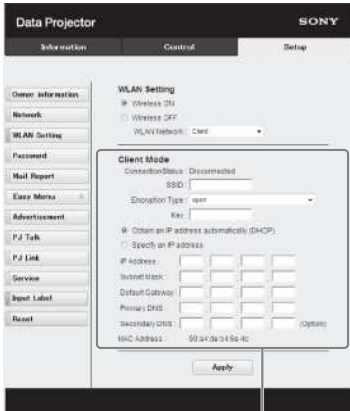 Data Projector
SONY
Information
Control
Setup
Owner information
Network
WLAN Setting
Password
Mail Report
Easy Menu
Advertisement
PJ Talk
PJ Link
Service
Input Label
Reset
WLAN Setting
Wireless ON
Wireless OFF
WLAN Network : Client
Client Mode
ConnectionStatus : Disconnected
SSID :
Encryption Type : open
Key :
Obtain an IP address automatically (DHCP)
Specify an IP address
IP Address :
Subnet Mask :
Default Gateway :
Primary DNS :
Secondary DNS : (Option)
MAC Address :
Apply